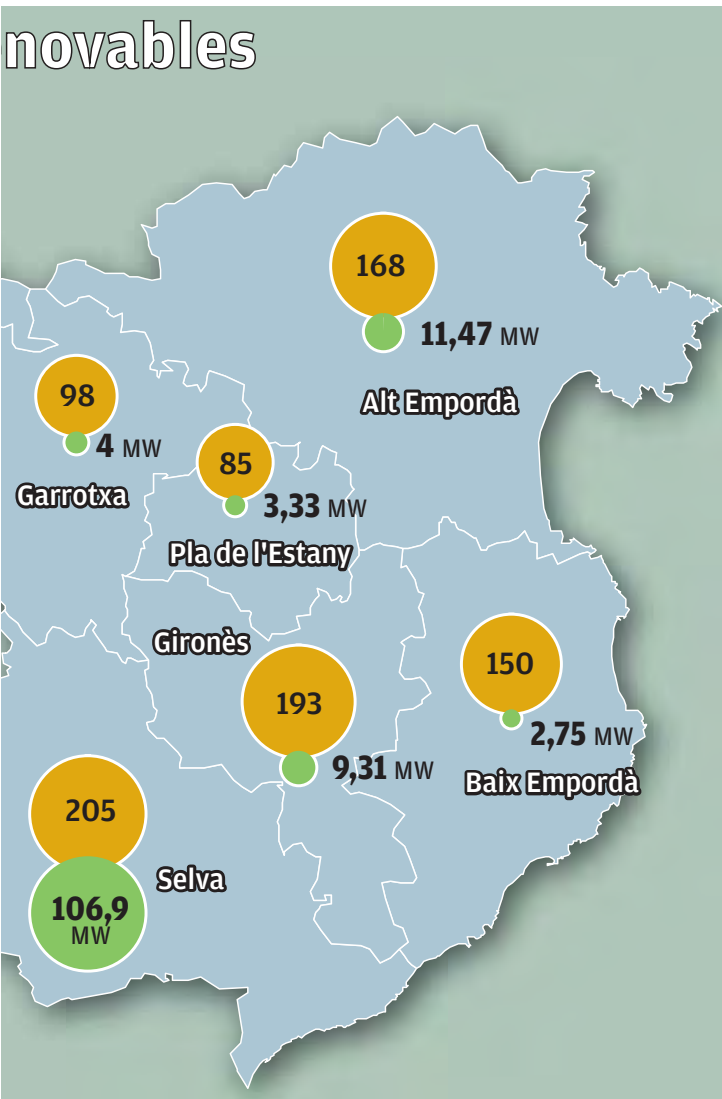 novables
168
11,47 MW
Alt Empordà
98
4 MW
Garrotxa
85
3,33 MW
Pla de l'Estany
Gironès
193
9,31 MW
150
2,75 MW
Baix Empordà
205
106,9
MW
Selva